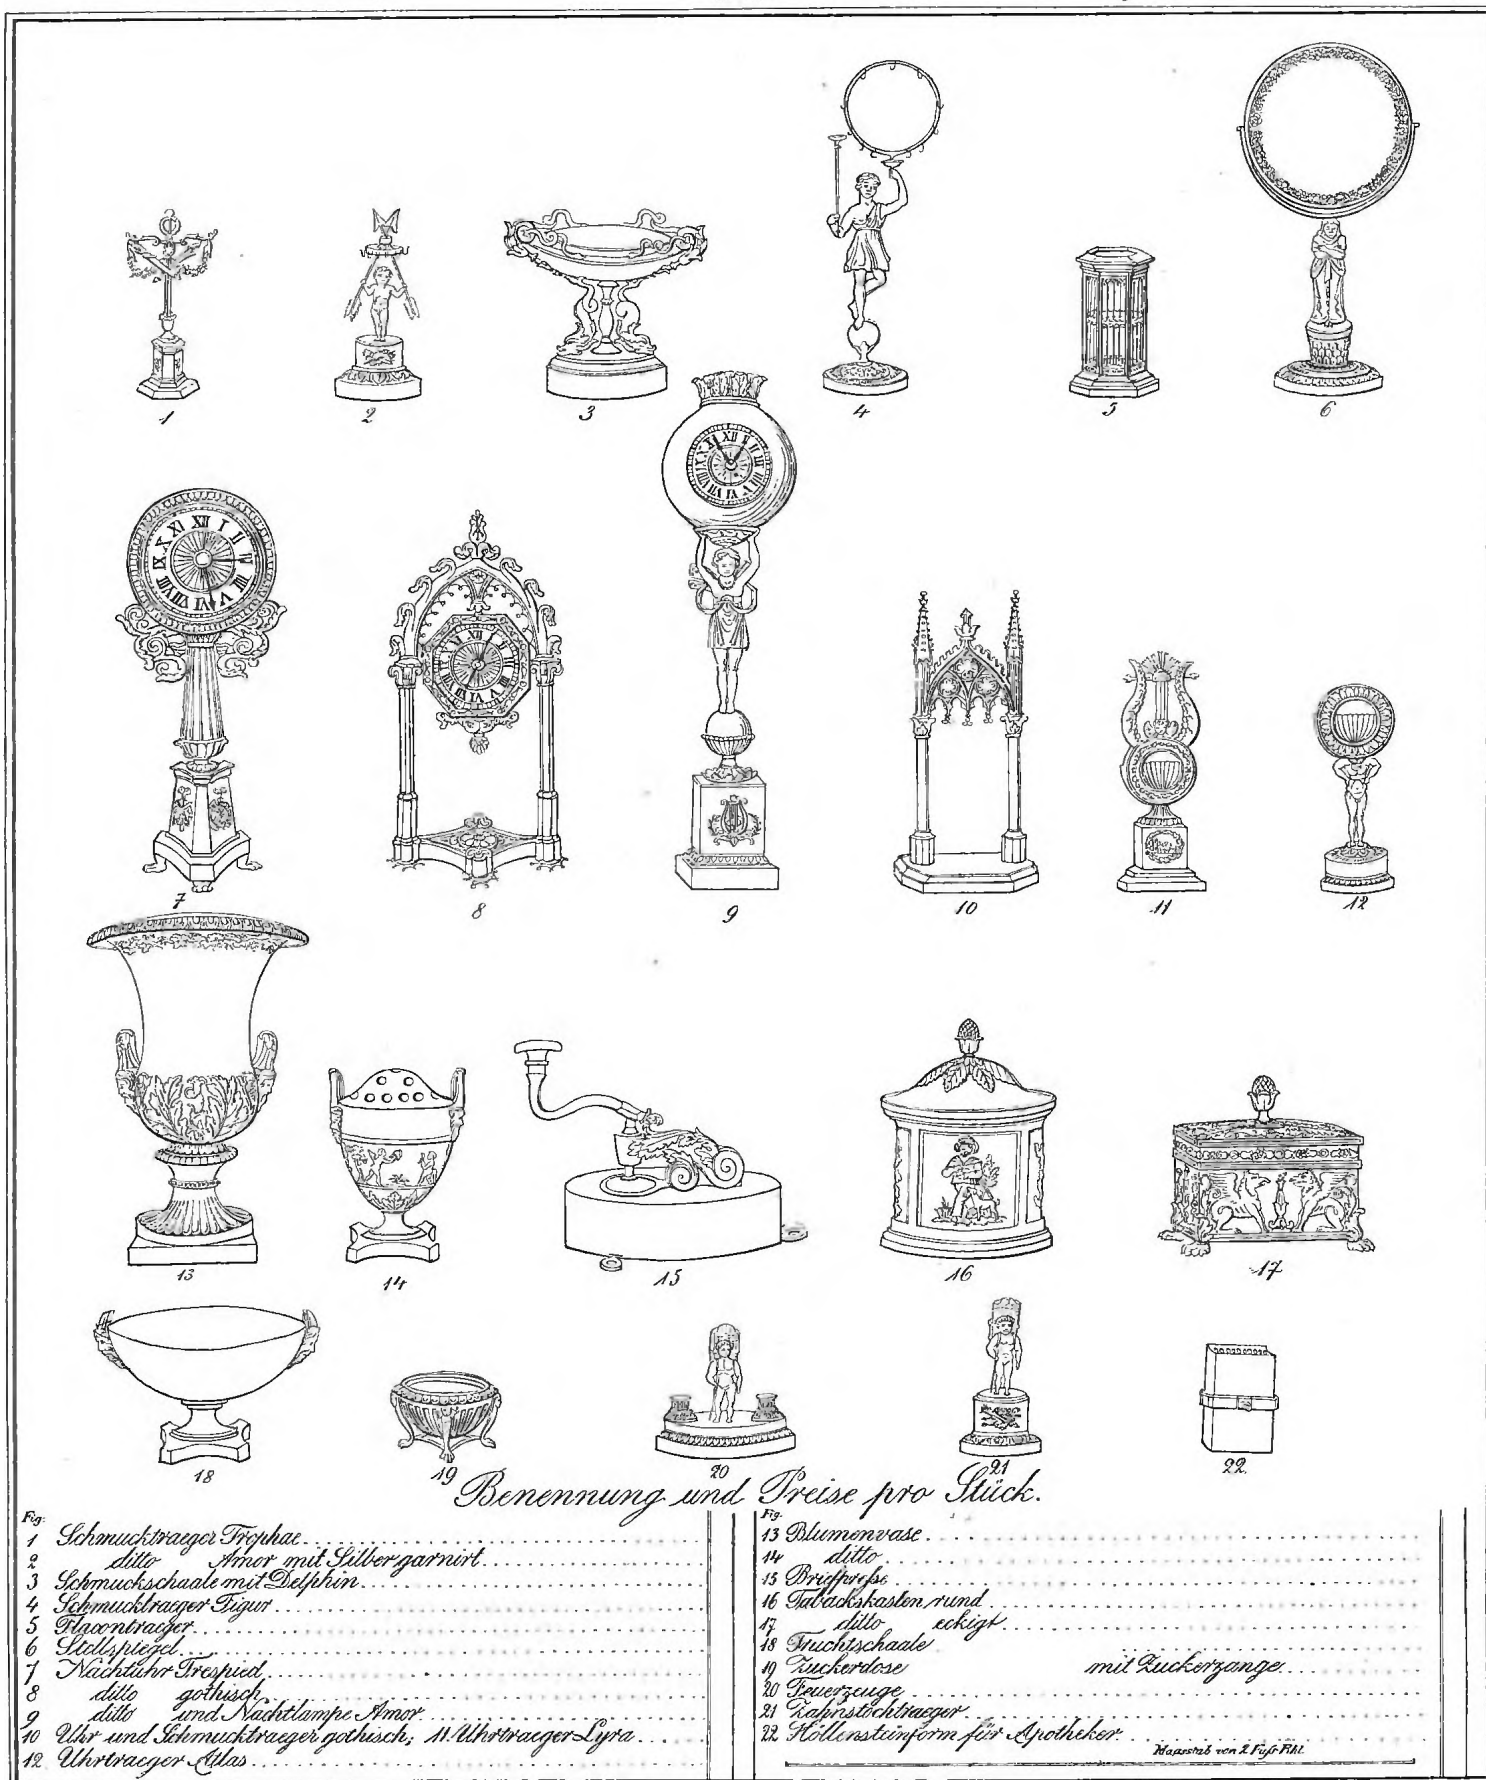 1 2 3 4 5 6
7 8 9 10 11 12
13 14 15 16 17
18 19 20 21 22.
Benennung und Preise pro Stück.
Fig.
1 Schmucktraeger Trophae
2 ditto Amor mit Silber garnirt
3 Schmuckschaale mit Delphin
4 Schmucktraeger Figur
5 Flacontraeger
6 Stellspiegel
7 Nachtuhr Trespied
8 ditto gothisch
9 ditto und Nachtlampe Amor
10 Uhr und Schmucktraeger gothisch; 11. Uhrtraeger Lyra
12 Uhrtraeger Atlas
Fig.
13 Blumenvase
14 ditto
15 Briefpresse
16 Tabackskasten rund
17 ditto eckigt
18 Fruchtschaale
19 Zuckerdose mit Zuckerzange
20 Feuerzeuge
21 Zahnstochtraeger
22 Höllensteinform für Apotheker
Maasstab von 2 Fuß Rhl.